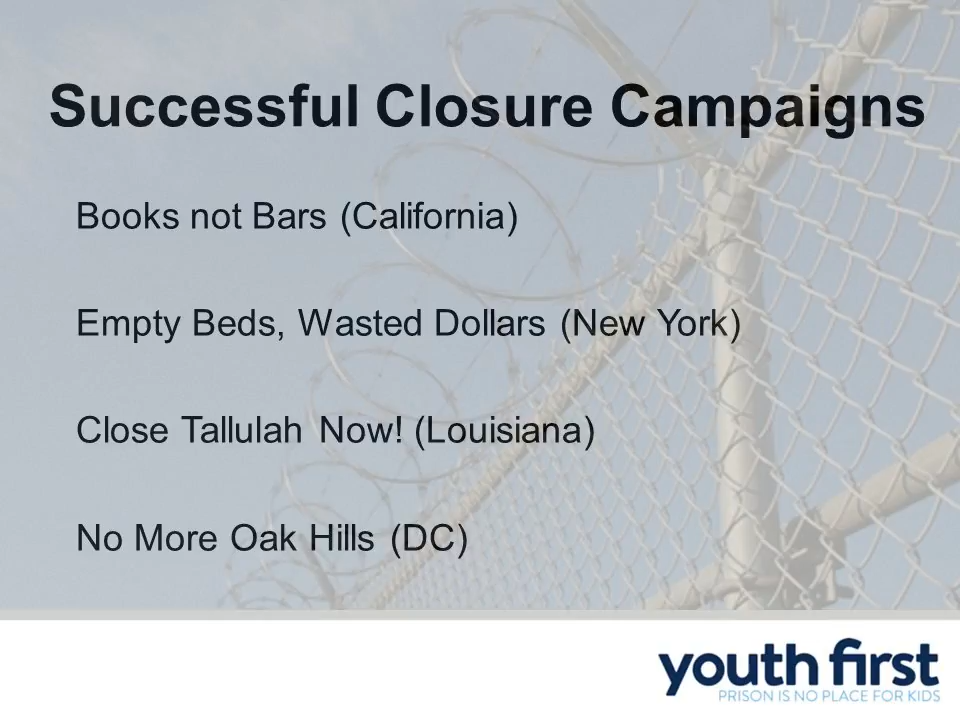 Successful Closure Campaigns
Books not Bars (California)
Empty Beds, Wasted Dollars (New York)
Close Tallulah Now! (Louisiana)
No More Oak Hills (DC)
youth first
PRISON IS NO PLACE FOR KIDS